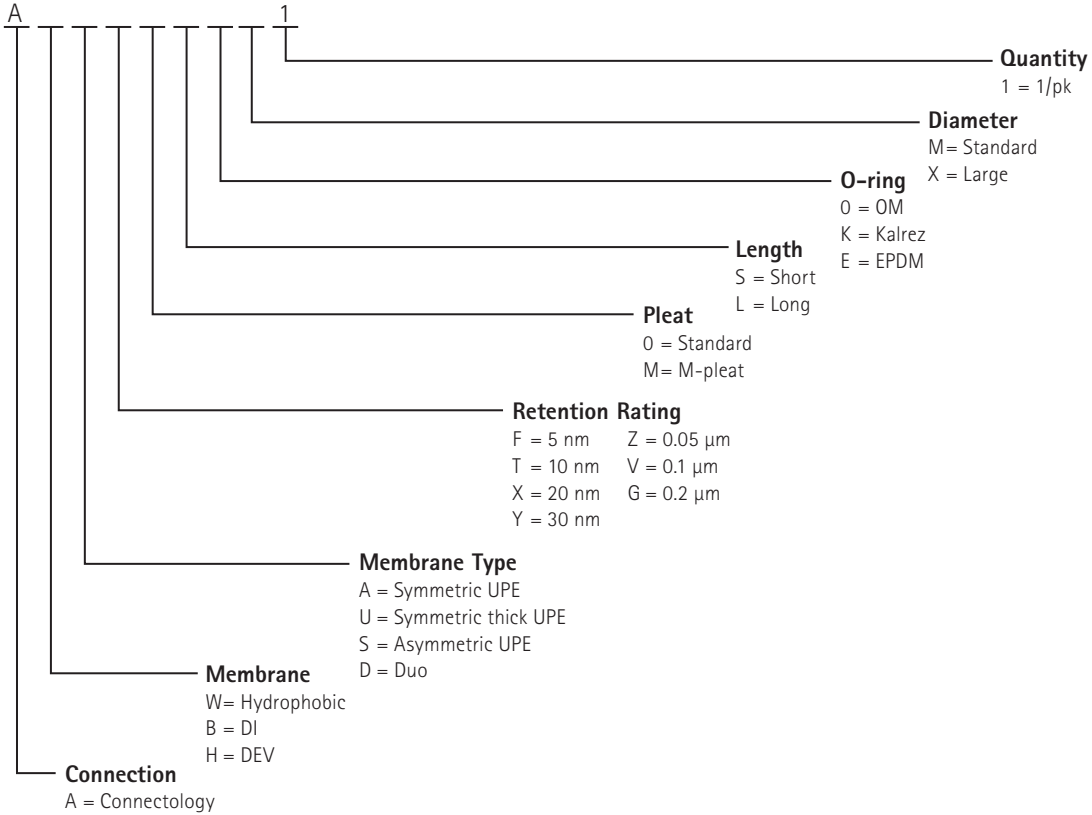 A 1
Quantity
1 = 1/pk
Diameter
M= Standard
X = Large
O-ring
0 = OM
K = Kalrez
E = EPDM
Length
S = Short
L = Long
Pleat
0 = Standard
M= M-pleat
Retention Rating
F = 5 nm Z = 0.05 µm
T = 10 nm V = 0.1 µm
X = 20 nm G = 0.2 µm
Y = 30 nm
Membrane Type
A = Symmetric UPE
U = Symmetric thick UPE
S = Asymmetric UPE
D = Duo
Membrane
W= Hydrophobic
B = DI
H = DEV
Connection
A = Connectology